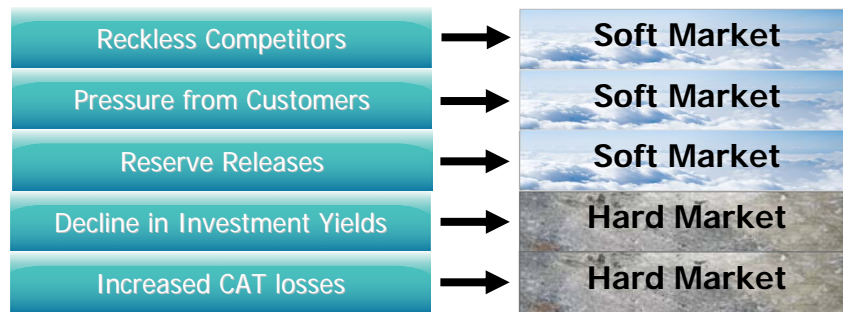 Reckless Competitors Soft Market
Pressure from Customers Soft Market
Reserve Releases Soft Market
Decline in Investment Yields Hard Market
Increased CAT losses Hard Market